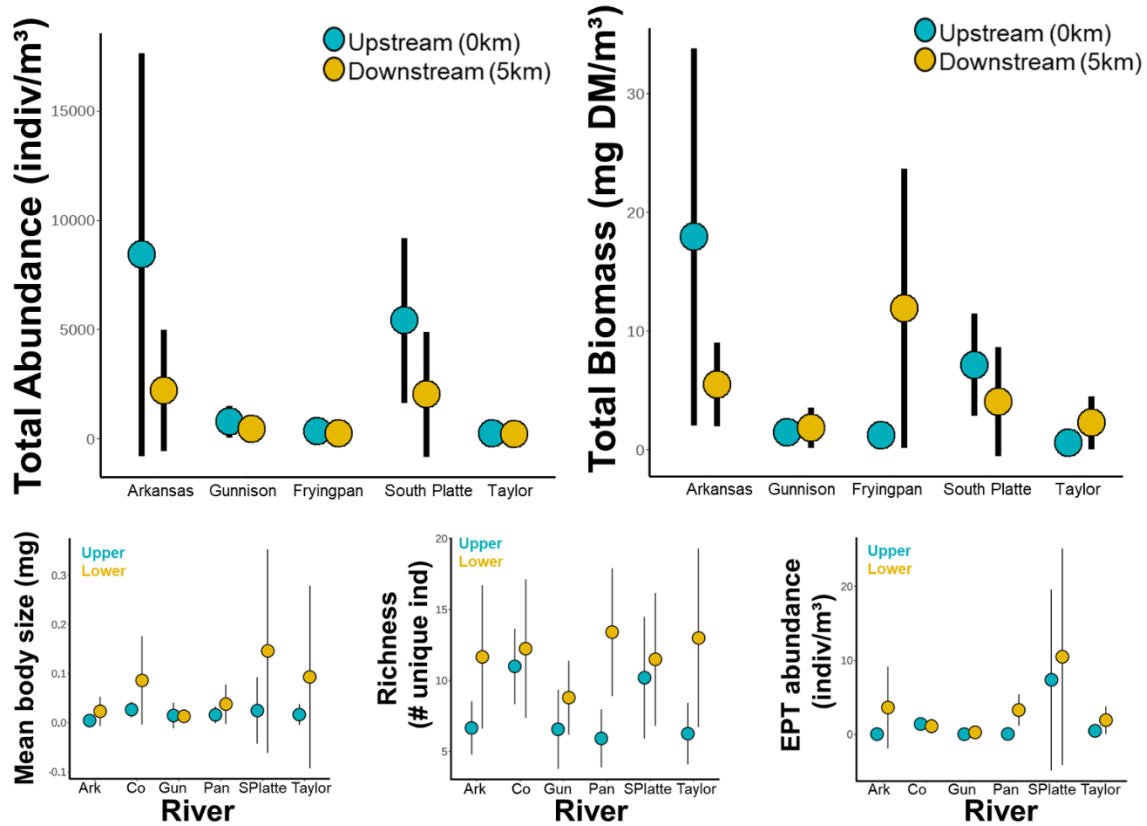 Total Abundance (indiv/m³)
15000
10000
5000
0
Upstream (0km)
Downstream (5km)
Arkansas Gunnison Fryingpan South Platte Taylor
Total Biomass (mg DM/m³)
30
20
10
0
Upstream (0km)
Downstream (5km)
Arkansas Gunnison Fryingpan South Platte Taylor
Mean body size (mg)
0.3
0.2
0.1
0.0
-0.1
Upper
Lower
Ark Co Gun Pan SPlatte Taylor
River
Richness
(# unique ind)
20
15
10
5
Upper
Lower
Ark Co Gun Pan SPlatte Taylor
River
EPT abundance
(indiv/m³)
20
10
0
Upper
Lower
Ark Co Gun Pan SPlatte Taylor
River